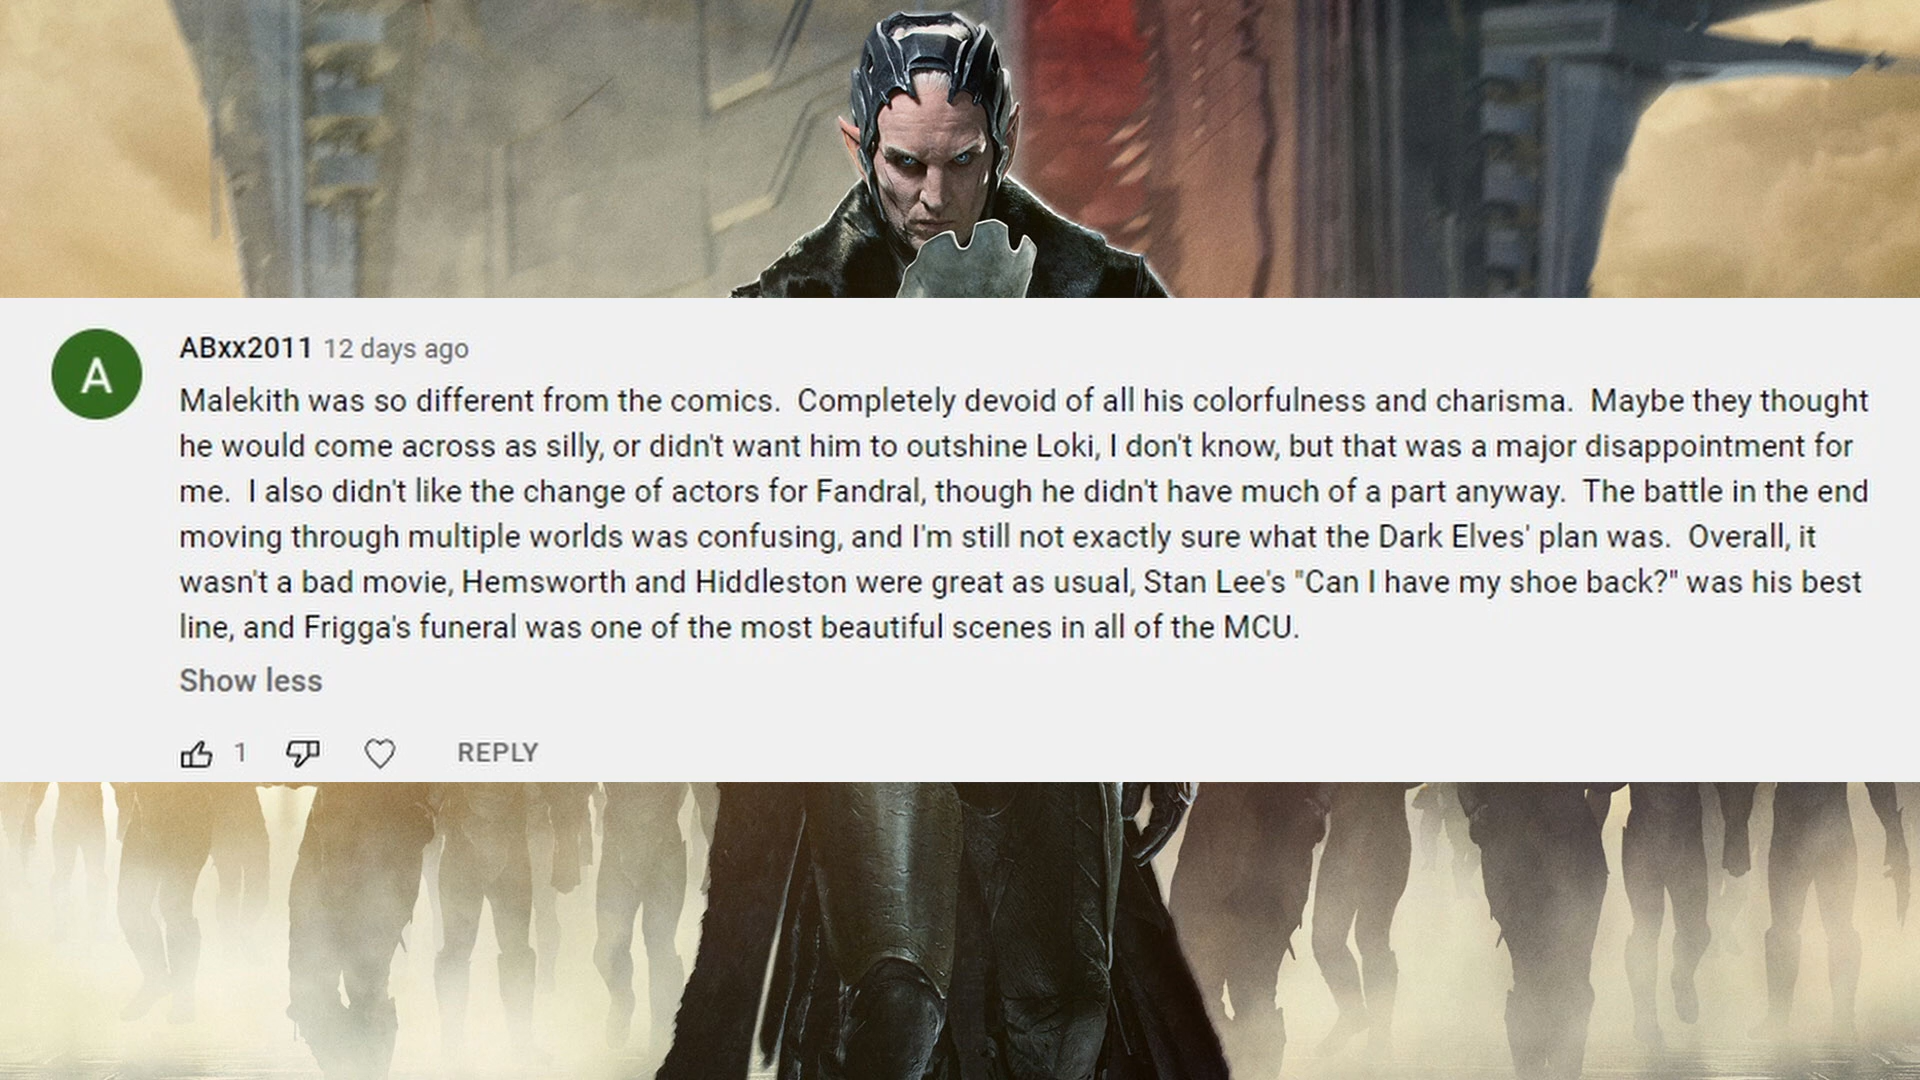 ABxx2011 12 days ago
A
Malekith was so different from the comics.  Completely devoid of all his colorfulness and charisma.  Maybe they thought
he would come across as silly, or didn't want him to outshine Loki, I don't know, but that was a major disappointment for
me.  I also didn't like the change of actors for Fandral, though he didn't have much of a part anyway.  The battle in the end
moving through multiple worlds was confusing, and I'm still not exactly sure what the Dark Elves' plan was.  Overall, it
wasn't a bad movie, Hemsworth and Hiddleston were great as usual, Stan Lee's "Can I have my shoe back?" was his best
line, and Frigga's funeral was one of the most beautiful scenes in all of the MCU.
Show less
1 REPLY